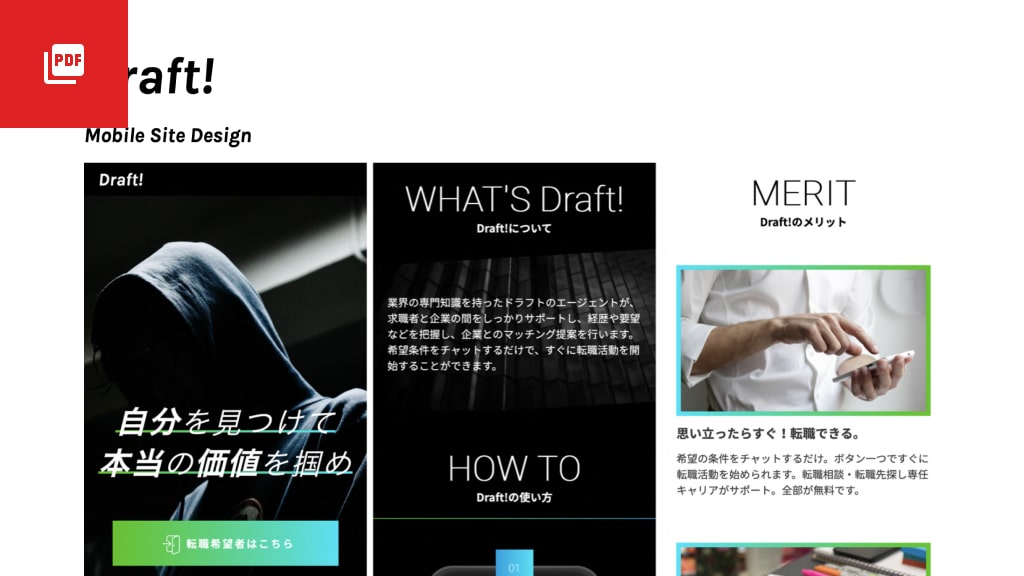 PDF
raft!
Mobile Site Design
Draft!
自分を見つけて
本当の価値を掴め
転職希望者はこちら
WHAT'S Draft!
Draft!について
業界の専門知識を持ったドラフトのエージェントが、
求職者と企業の間をしっかりサポートし、経歴や要望
などを把握し、企業とのマッチング提案を行います。
希望条件をチャットするだけで、すぐに転職活動を開
始することができます。
HOW TO
Draft!の使い方
01
MERIT
Draft!のメリット
思い立ったらすぐ！転職できる。
希望の条件をチャットするだけ。ボタン一つですぐに
転職活動を始められます。転職相談・転職先探し専任
キャリアがサポート。全部が無料です。